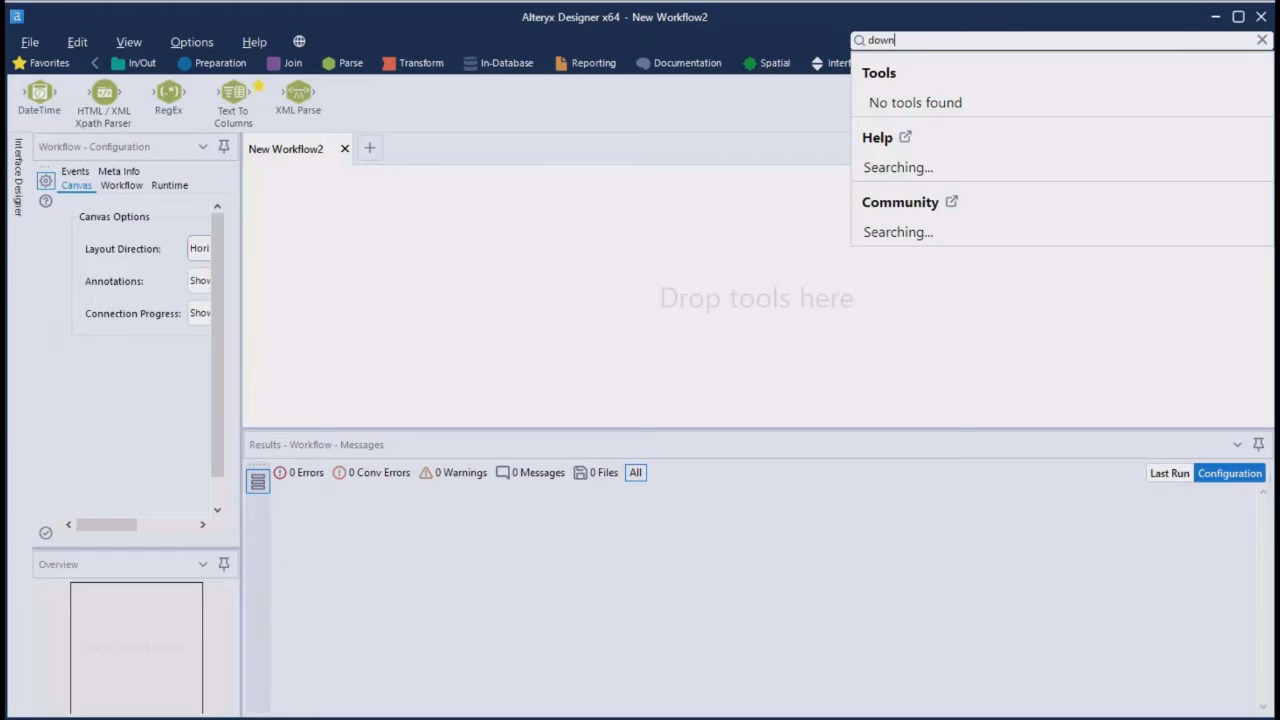 Alteryx Designer x64 - New Workflow2
File Edit View Options Help
down
Favorites In/Out Preparation Join Parse Transform In-Database Reporting Documentation Spatial Interf
DateTime HTML / XML Xpath Parser RegEx Text To Columns XML Parse
Tools
No tools found
Help
Searching...
Community
Searching...
Interface Designer
Workflow - Configuration
New Workflow2
Events Meta Info
Canvas Workflow Runtime
Canvas Options
Layout Direction: Hori
Annotations: Show
Connection Progress: Show
Drop tools here
Results - Workflow - Messages
0 Errors 0 Conv Errors 0 Warnings 0 Messages 0 Files All
Last Run Configuration
Overview